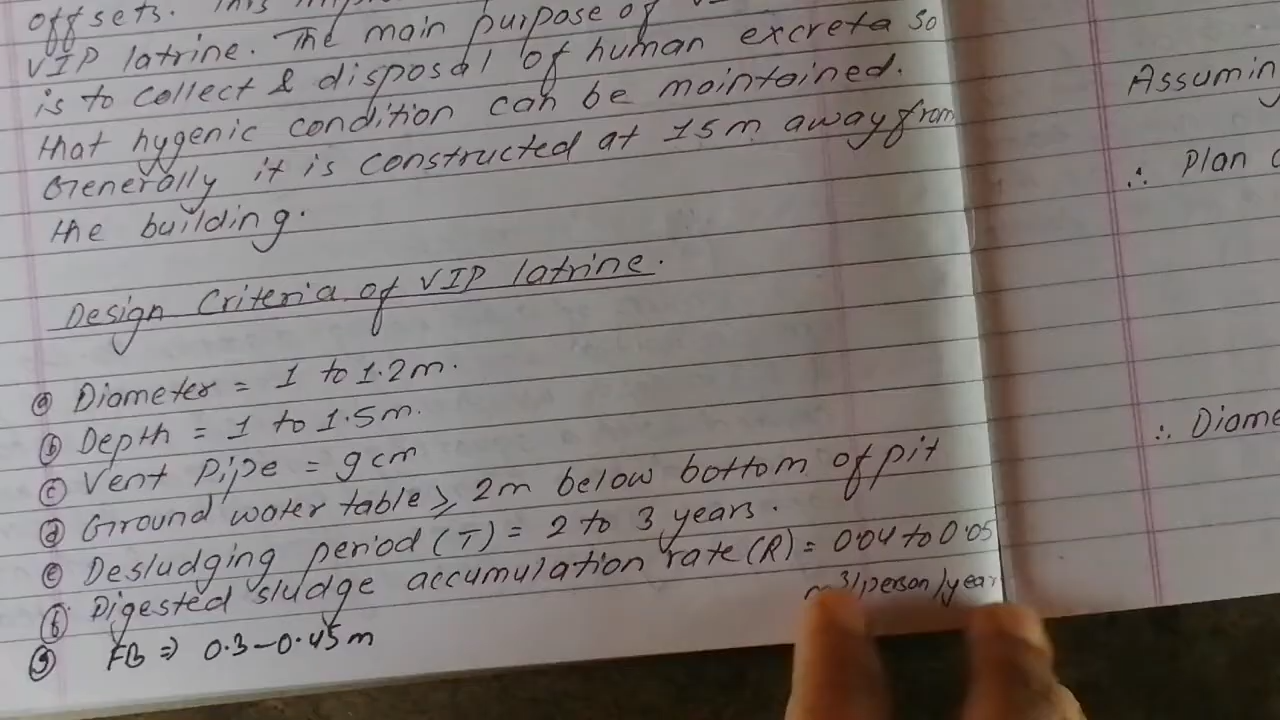 offsets. This
VIP latrine. The main purpose of
is to collect & disposal of human excreta so
that hygenic condition can be maintained.
Generally it is constructed at 15m away from
the building.
Design Criteria of VIP latrine.
ⓐ Diameter = 1 to 1.2m.
ⓑ Depth = 1 to 1.5m.
ⓒ Vent Pipe = 9cm
ⓓ Ground water table ≥ 2m below bottom of pit
ⓔ Desludging period (T) = 2 to 3 years.
ⓕ Digested sludge accumulation rate (R) = 0.04 to 0.05
m³/person/year
ⓖ FB ⇒ 0.3-0.45m
Assumin
∴ Plan
∴ Diame